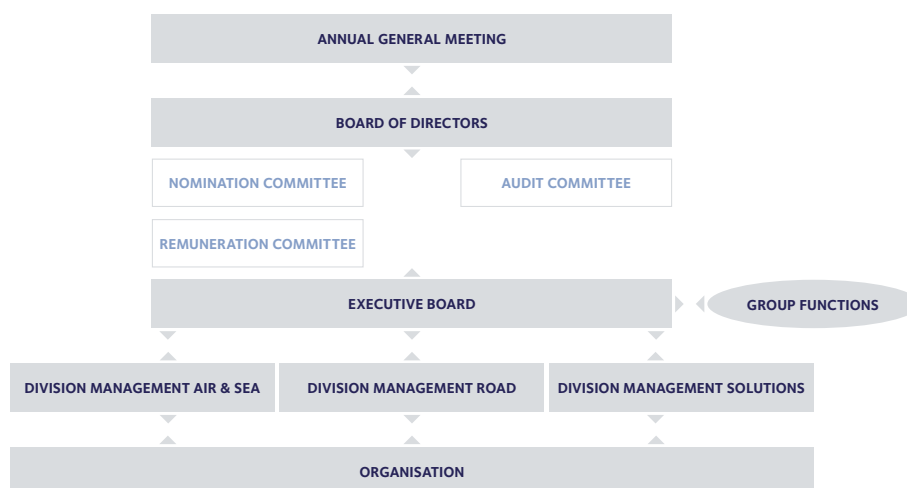 ANNUAL GENERAL MEETING
BOARD OF DIRECTORS
NOMINATION COMMITTEE
AUDIT COMMITTEE
REMUNERATION COMMITTEE
EXECUTIVE BOARD
GROUP FUNCTIONS
DIVISION MANAGEMENT AIR & SEA
DIVISION MANAGEMENT ROAD
DIVISION MANAGEMENT SOLUTIONS
ORGANISATION